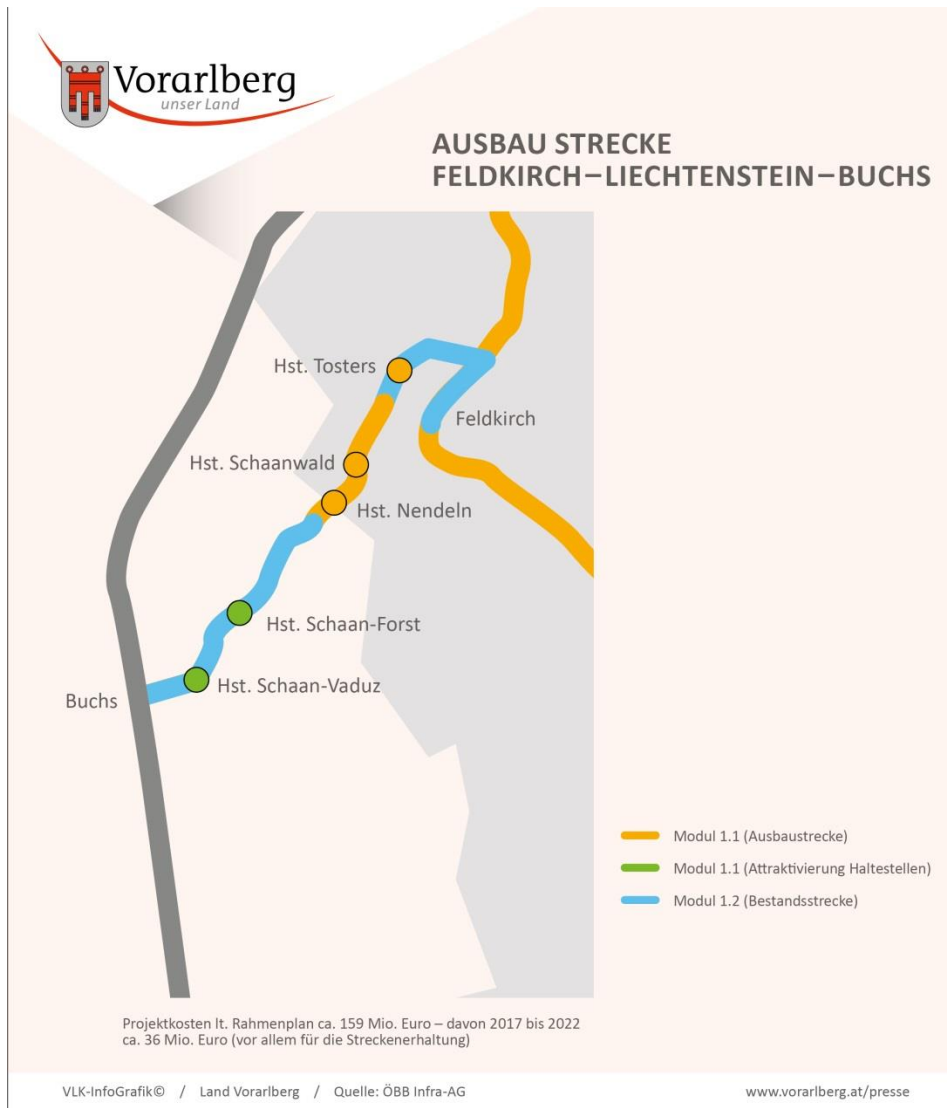 Vorarlberg
unser Land
AUSBAU STRECKE
FELDKIRCH–LIECHTENSTEIN–BUCHS
Hst. Tosters
Feldkirch
Hst. Schaanwald
Hst. Nendeln
Hst. Schaan-Forst
Hst. Schaan-Vaduz
Buchs
Modul 1.1 (Ausbaustrecke)
Modul 1.1 (Attraktivierung Haltestellen)
Modul 1.2 (Bestandsstrecke)
Projektkosten lt. Rahmenplan ca. 159 Mio. Euro – davon 2017 bis 2022
ca. 36 Mio. Euro (vor allem für die Streckenerhaltung)
VLK-InfoGrafik© / Land Vorarlberg / Quelle: ÖBB Infra-AG
www.vorarlberg.at/presse